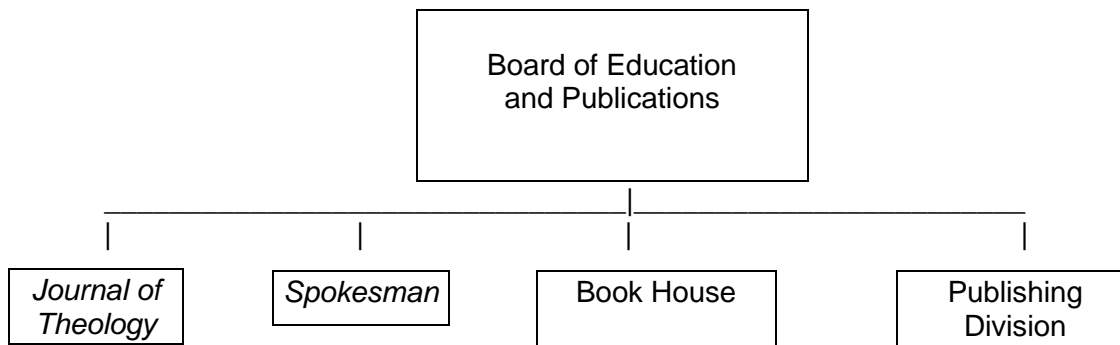 Board of Education
and Publications
Journal of
Theology
Spokesman
Book House
Publishing
Division